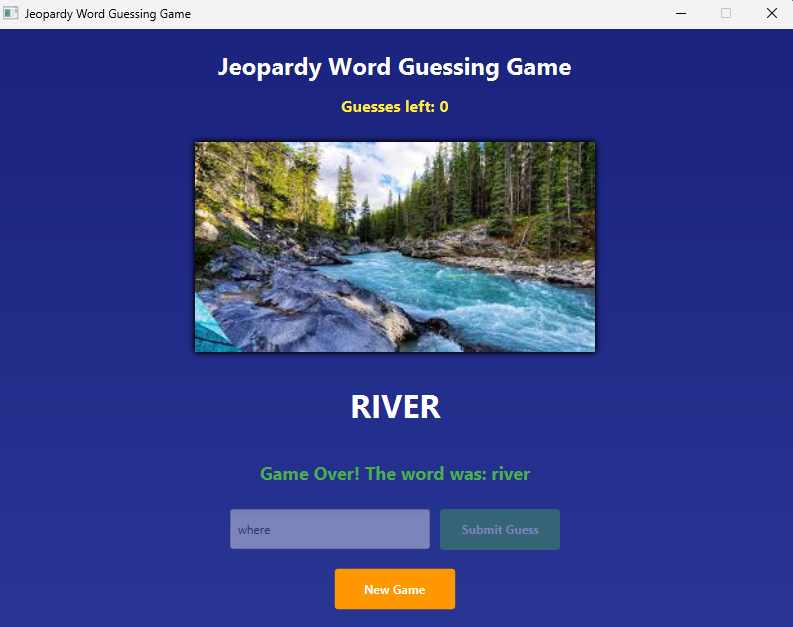 Jeopardy Word Guessing Game
Jeopardy Word Guessing Game
Guesses left: 0
RIVER
Game Over! The word was: river
where
Submit Guess
New Game